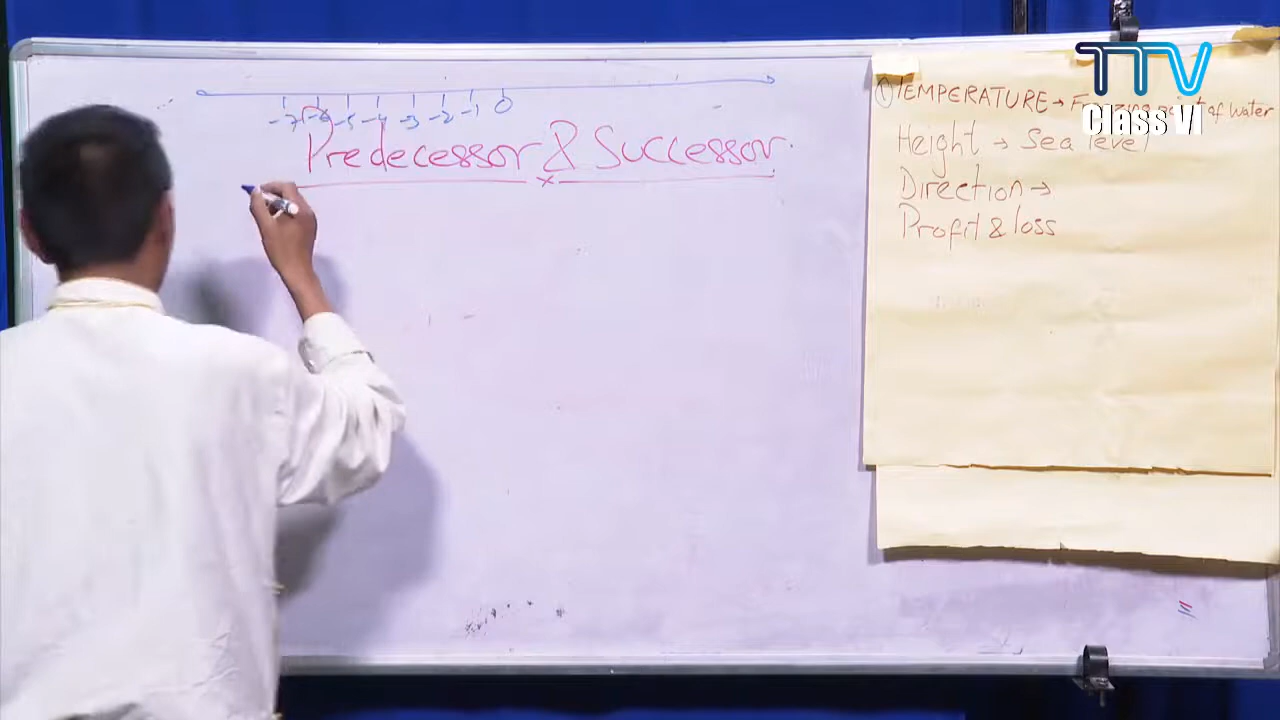 -7 -6 -5 -4 -3 -2 -1 0
Predecessor & Successor
x
TTV
Class VI
① TEMPERATURE → Freezing point of water
Height → Sea level
Direction →
Profit & loss